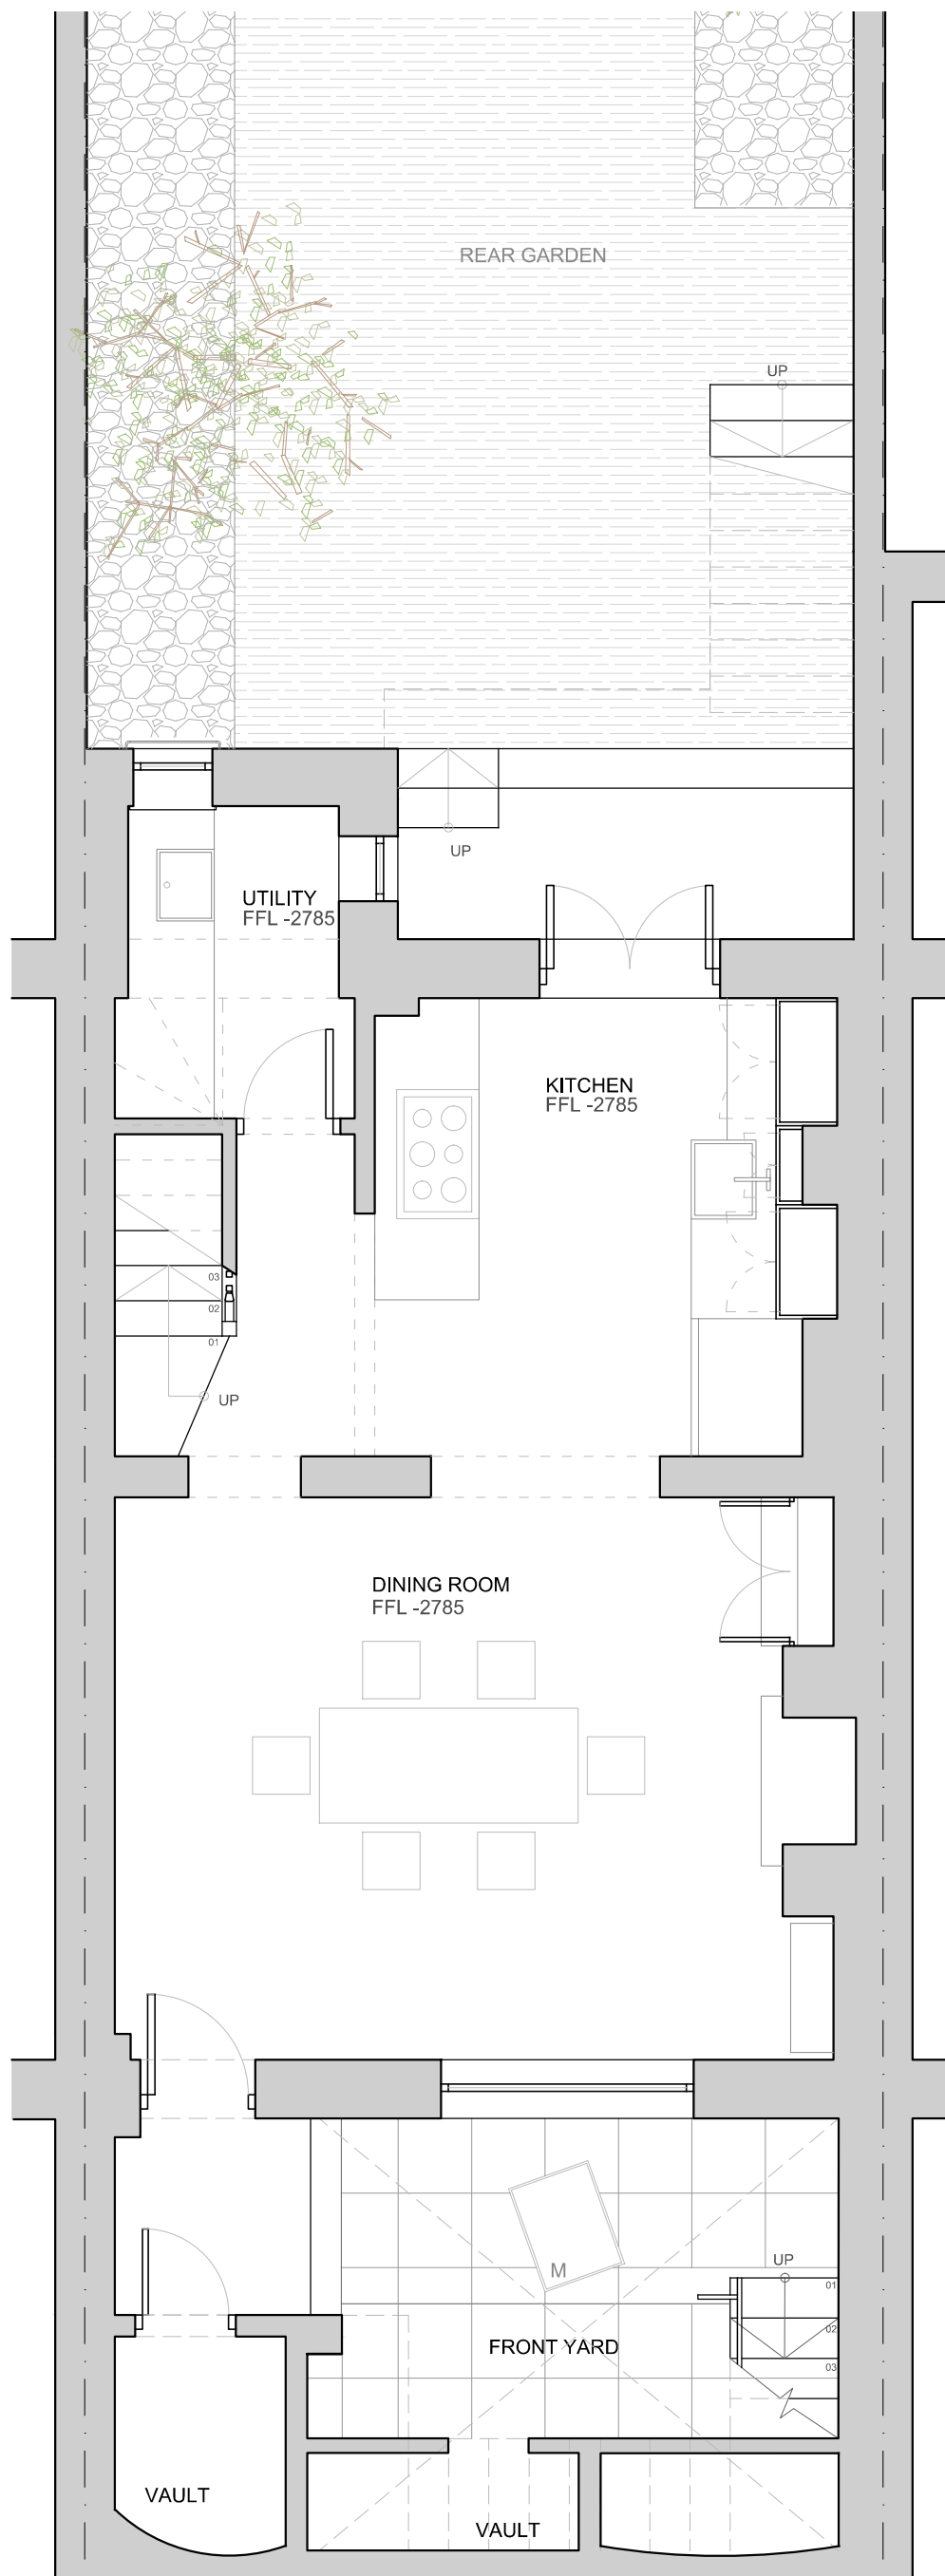 REAR GARDEN
UP
UP
UTILITY
FFL -2785
KITCHEN
FFL -2785
03
02
01
UP
DINING ROOM
FFL -2785
M
UP
01
02
03
FRONT YARD
VAULT
VAULT